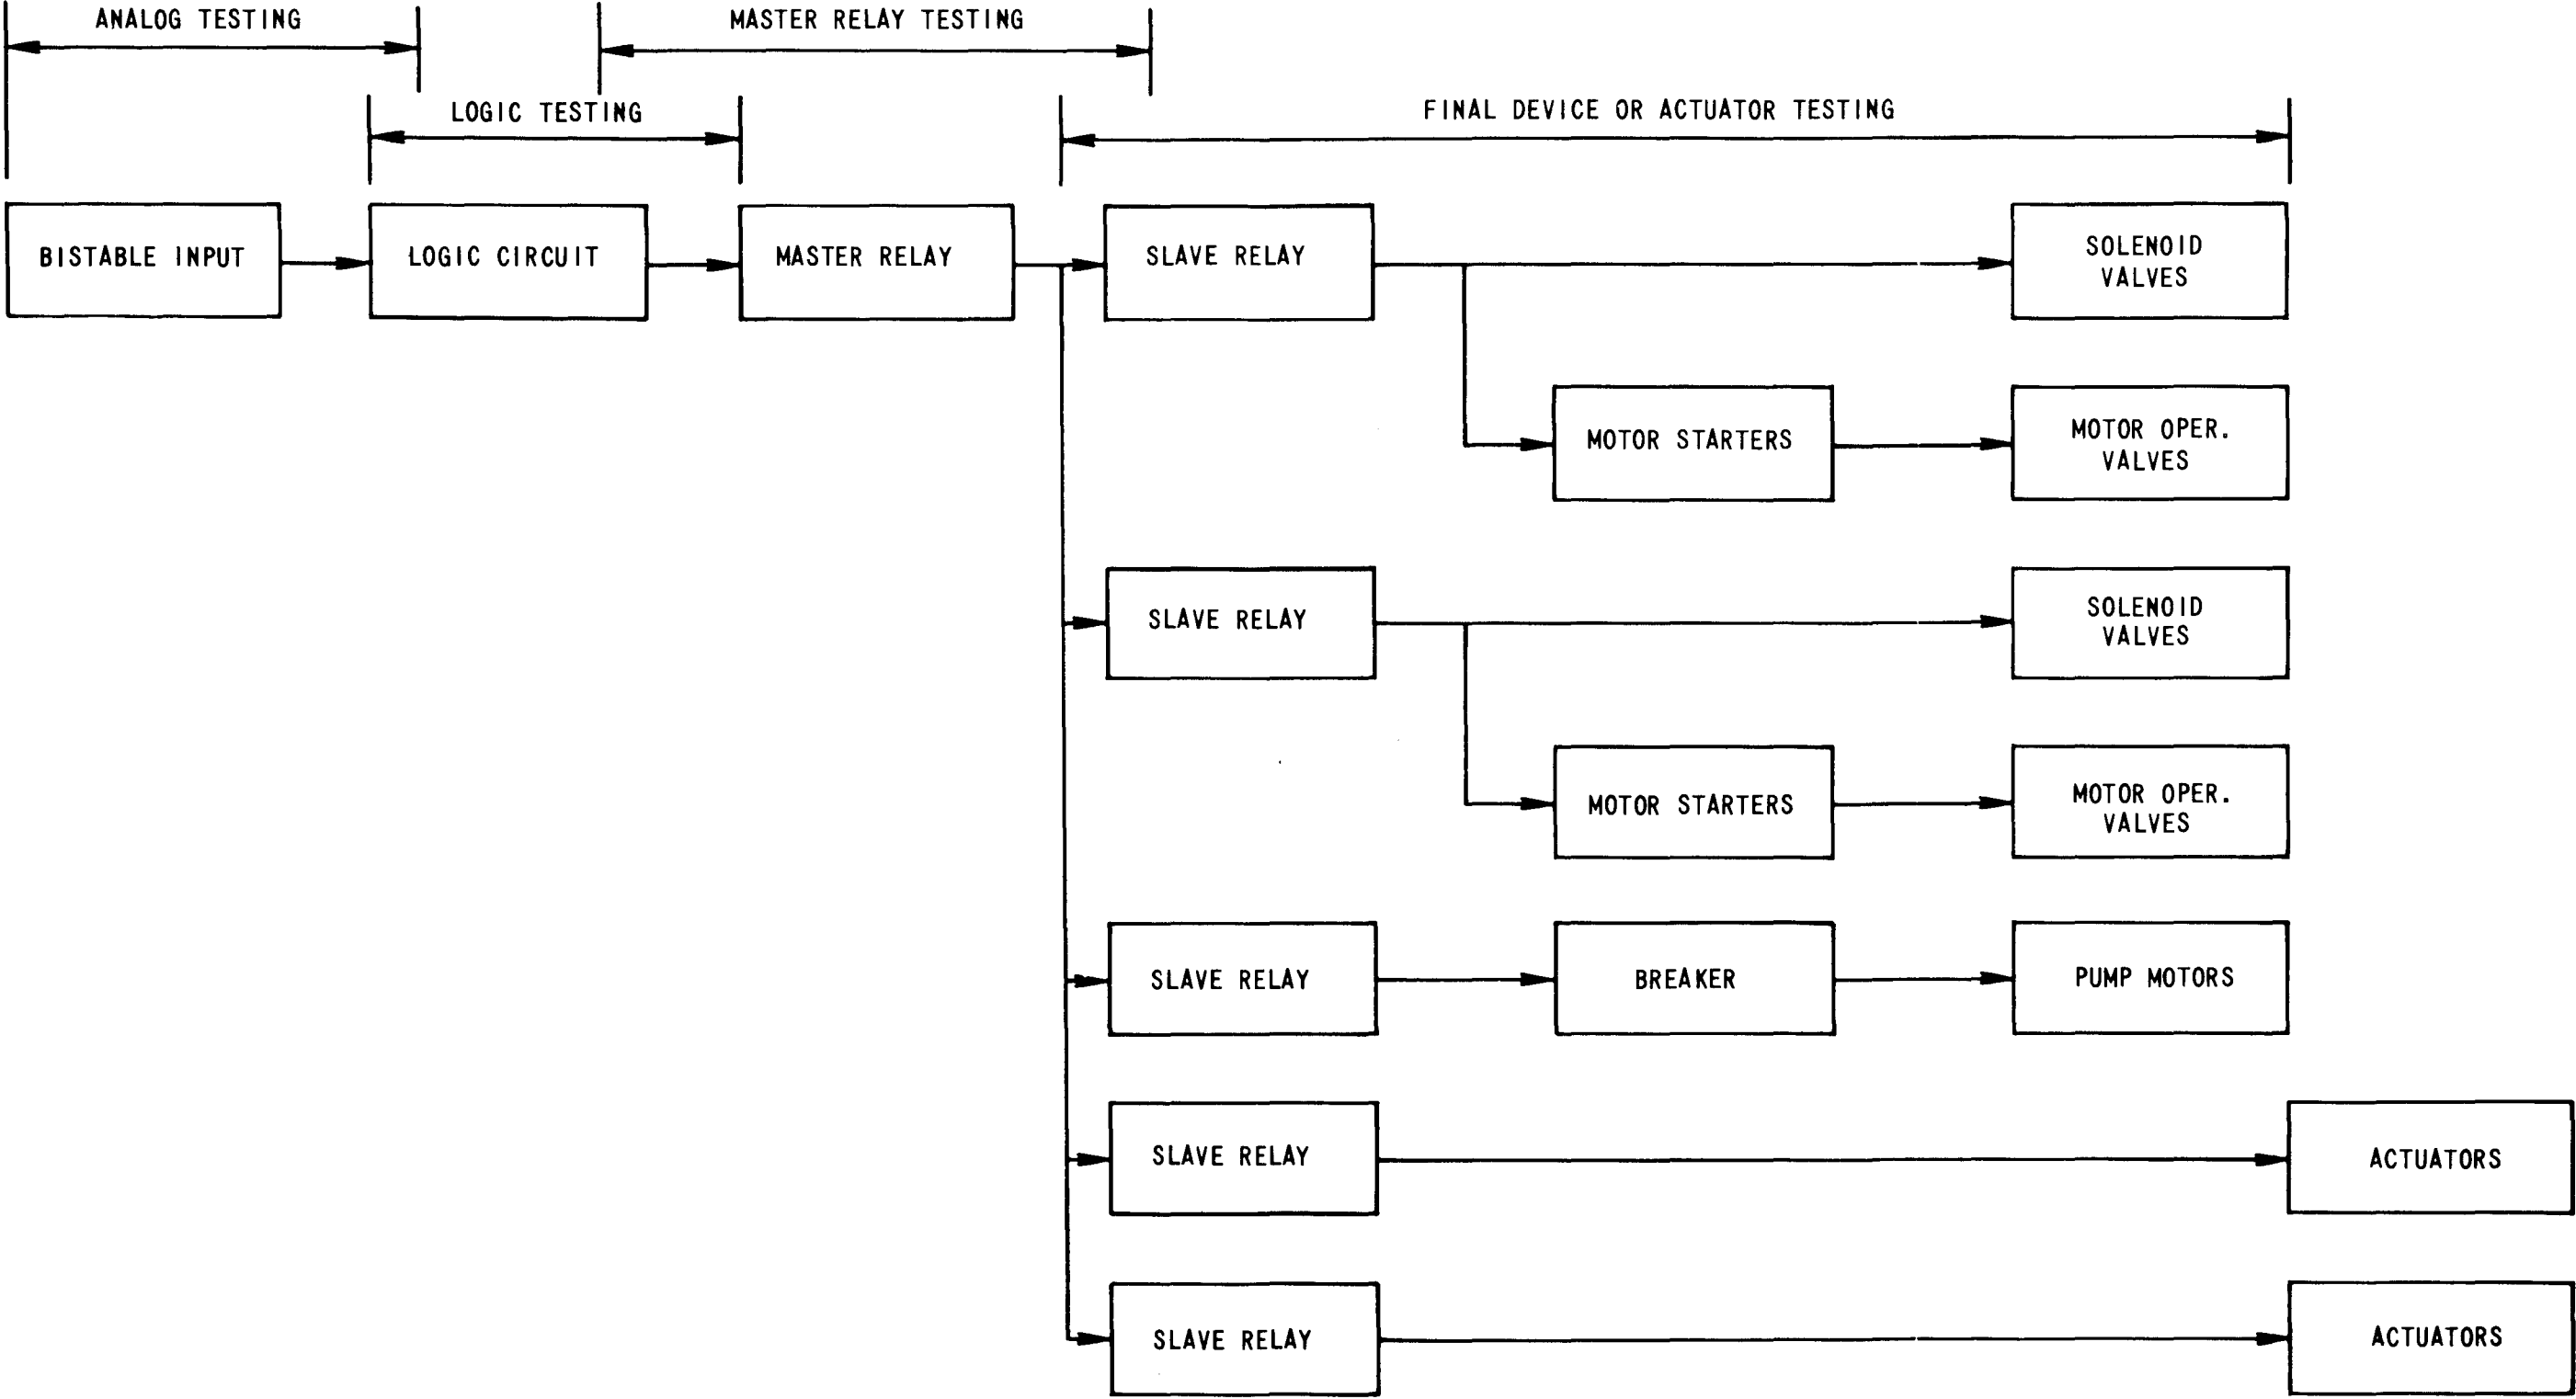 ANALOG TESTING
MASTER RELAY TESTING
LOGIC TESTING
FINAL DEVICE OR ACTUATOR TESTING
BISTABLE INPUT
LOGIC CIRCUIT
MASTER RELAY
SLAVE RELAY
SOLENOID
VALVES
MOTOR STARTERS
MOTOR OPER.
VALVES
SLAVE RELAY
SOLENOID
VALVES
MOTOR STARTERS
MOTOR OPER.
VALVES
SLAVE RELAY
BREAKER
PUMP MOTORS
SLAVE RELAY
ACTUATORS
SLAVE RELAY
ACTUATORS